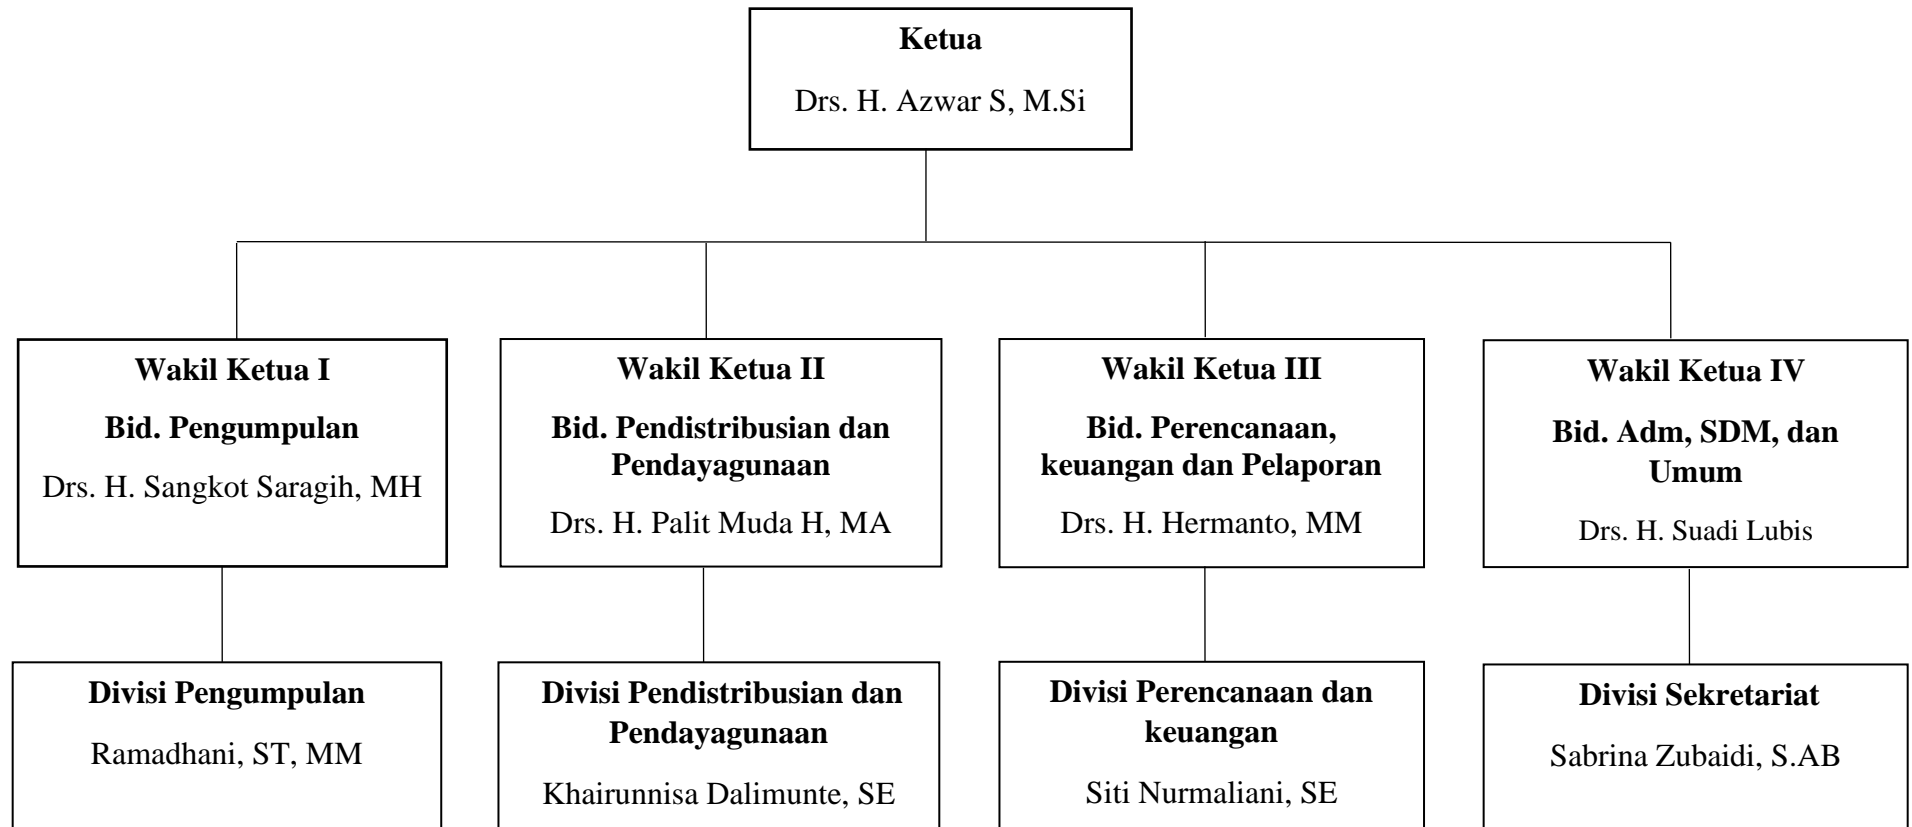 Ketua
Drs. H. Azwar S, M.Si
Wakil Ketua I
Bid. Pengumpulan
Drs. H. Sangkot Saragih, MH
Wakil Ketua II
Bid. Pendistribusian dan
Pendayagunaan
Drs. H. Palit Muda H, MA
Wakil Ketua III
Bid. Perencanaan,
keuangan dan Pelaporan
Drs. H. Hermanto, MM
Wakil Ketua IV
Bid. Adm, SDM, dan
Umum
Drs. H. Suadi Lubis
Divisi Pengumpulan
Ramadhani, ST, MM
Divisi Pendistribusian dan
Pendayagunaan
Khairunnisa Dalimunte, SE
Divisi Perencanaan dan
keuangan
Siti Nurmaliani, SE
Divisi Sekretariat
Sabrina Zubaidi, S.AB